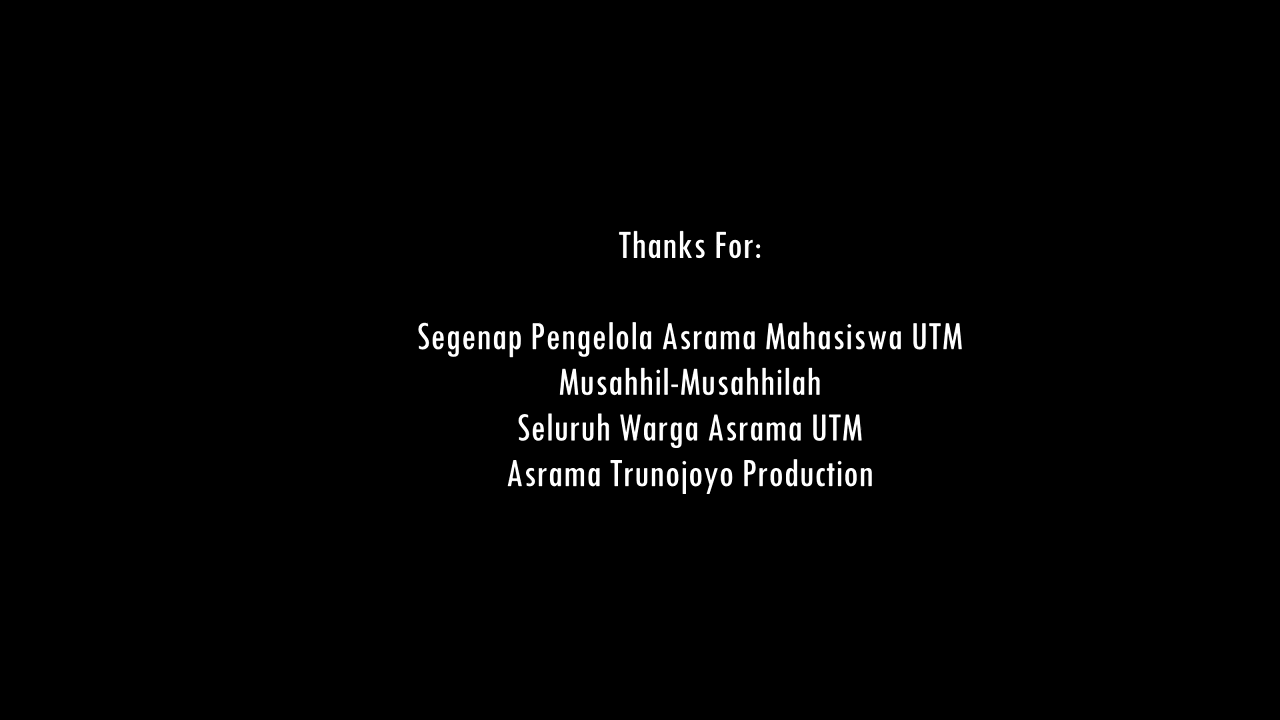 Thanks For:
Segenap Pengelola Asrama Mahasiswa UTM
Musahhil-Musahhilah
Seluruh Warga Asrama UTM
Asrama Trunojoyo Production